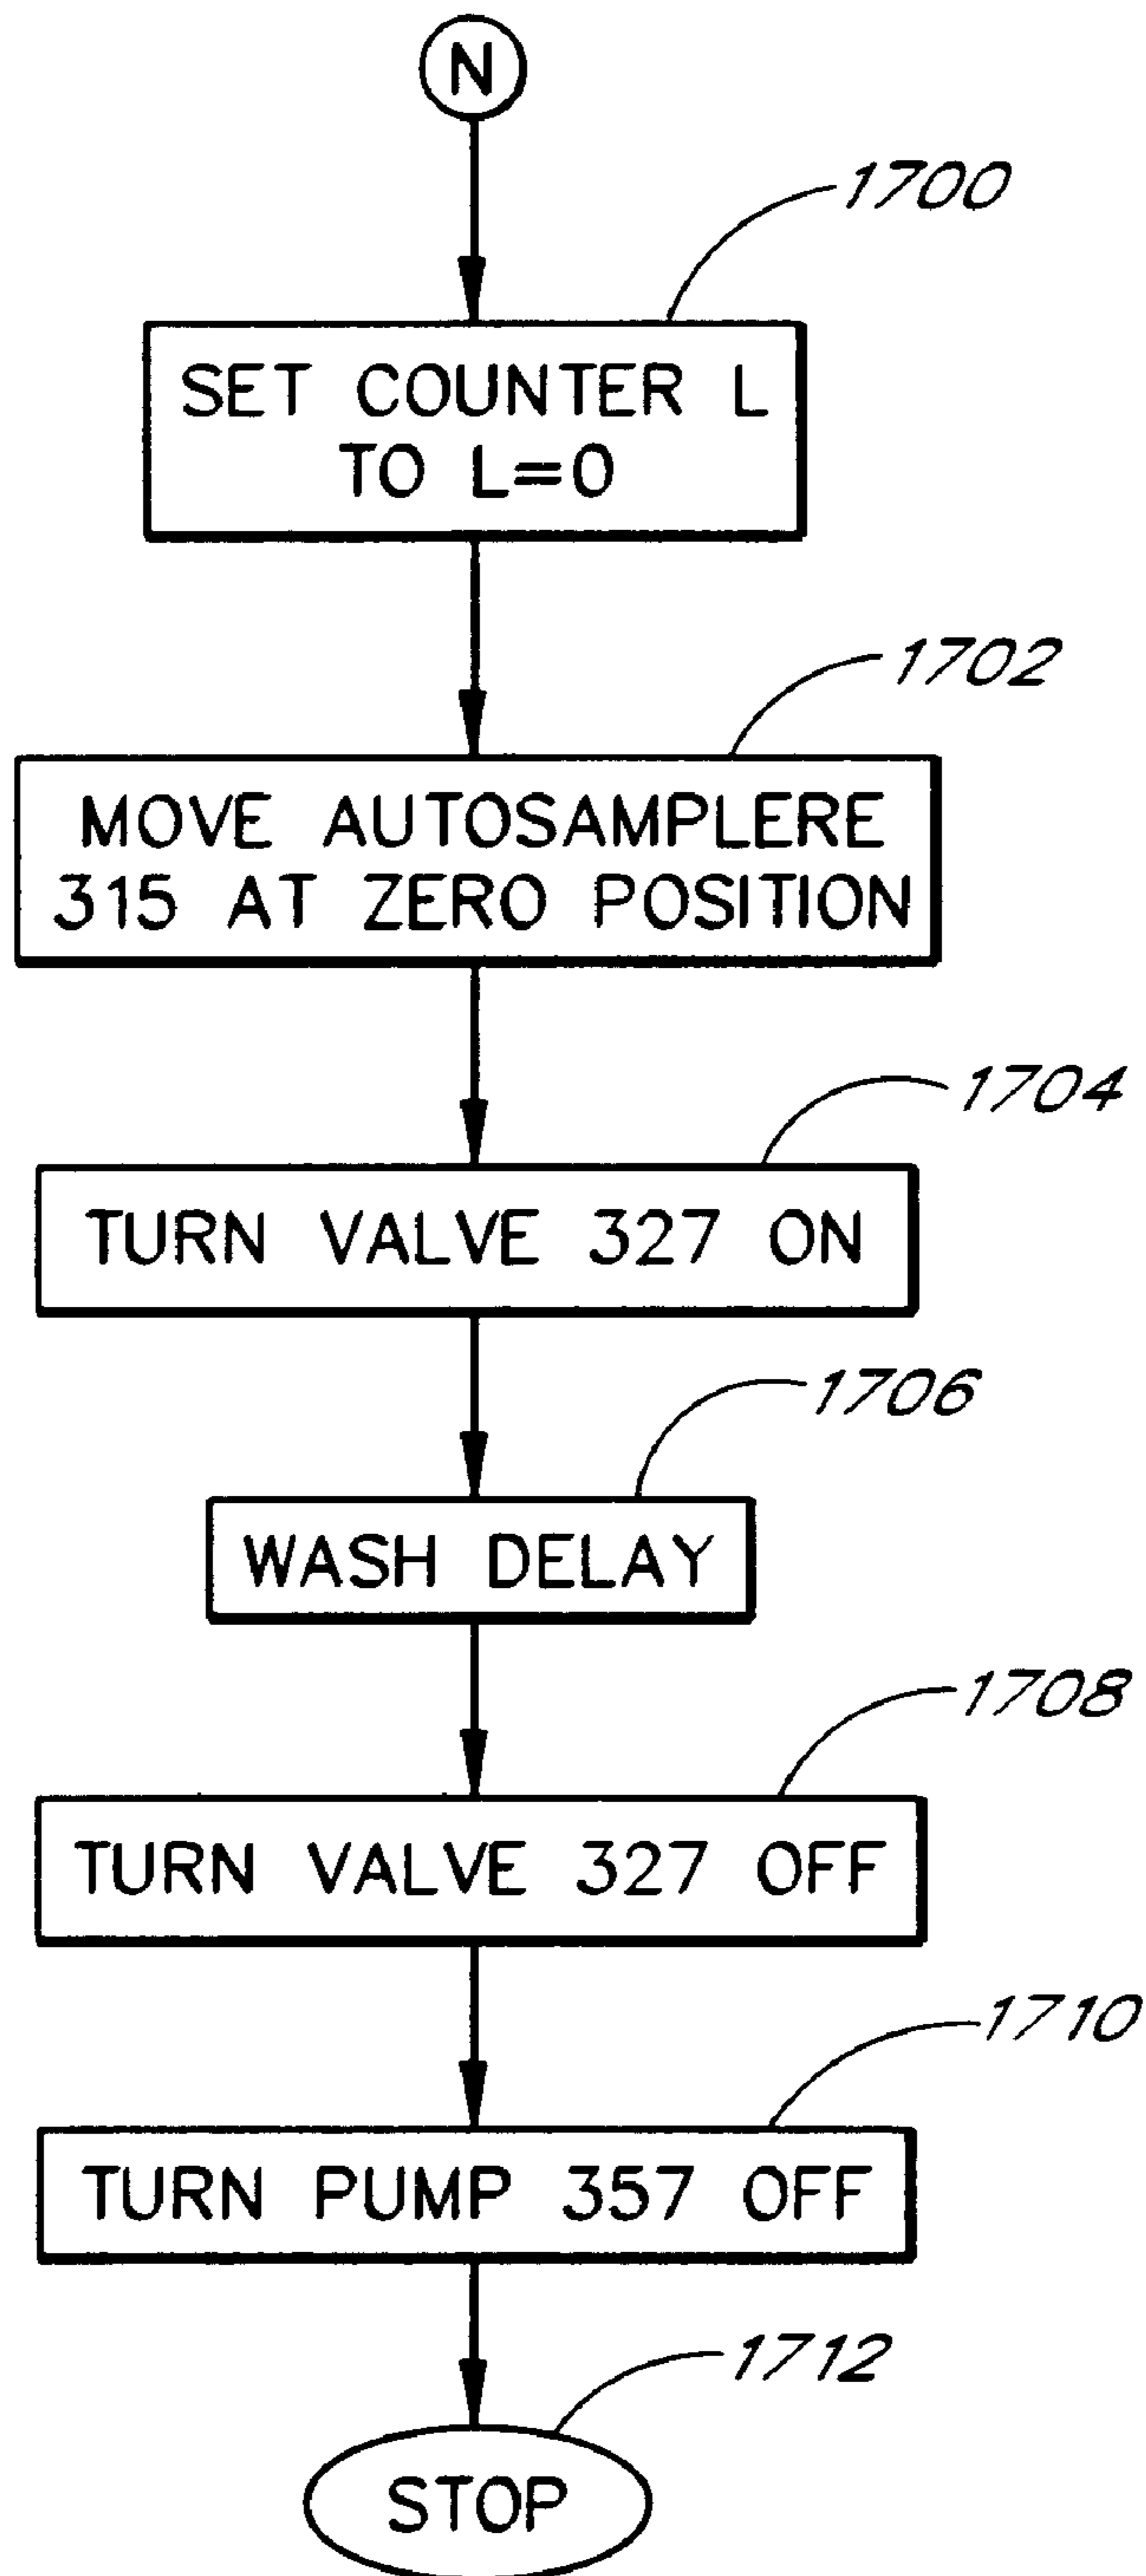 N
1700
SET COUNTER L
TO L=0
1702
MOVE AUTOSAMPLERE
315 AT ZERO POSITION
1704
TURN VALVE 327 ON
1706
WASH DELAY
1708
TURN VALVE 327 OFF
1710
TURN PUMP 357 OFF
1712
STOP